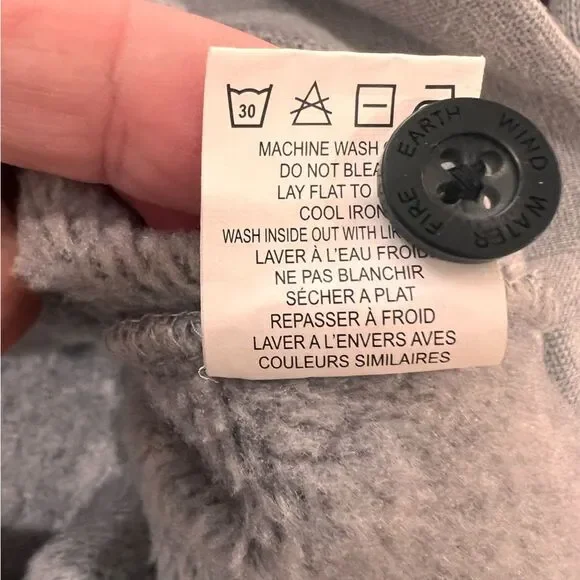 30
MACHINE WASH
DO NOT
LAY FLAT TO
COOL IRON
WASH INSIDE OUT WITH
LAVER À L'EAU FROIDE
NE PAS BLANCHIR
SÉCHER A PLAT
REPASSER À FROID
LAVER A L'ENVERS AVES
COULEURS SIMILAIRES
EARTH WIND WATER FIRE